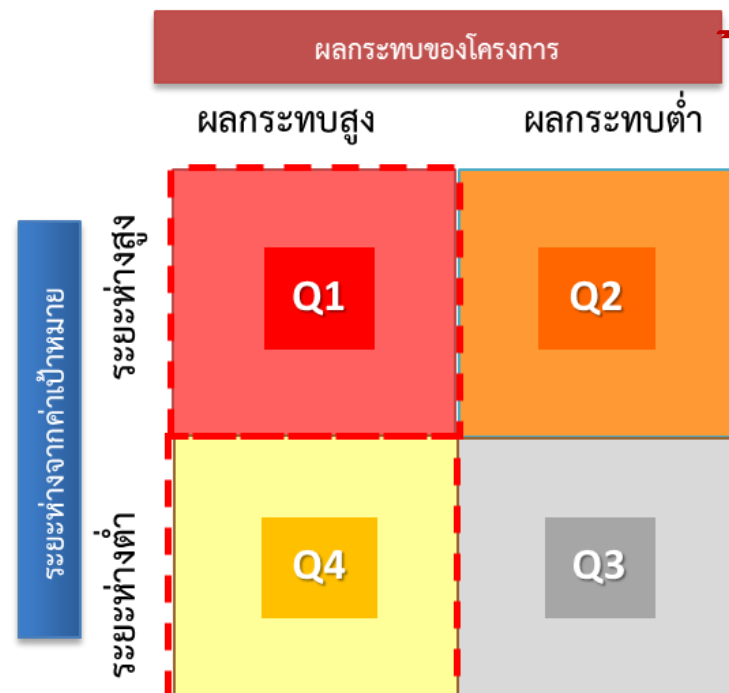 ผลกระทบของโครงการ
ผลกระทบสูง
ผลกระทบต่ำ
ระยะห่างจากค่าเป้าหมาย
ระยะห่างสูง
Q1
Q2
ระยะห่างต่ำ
Q4
Q3